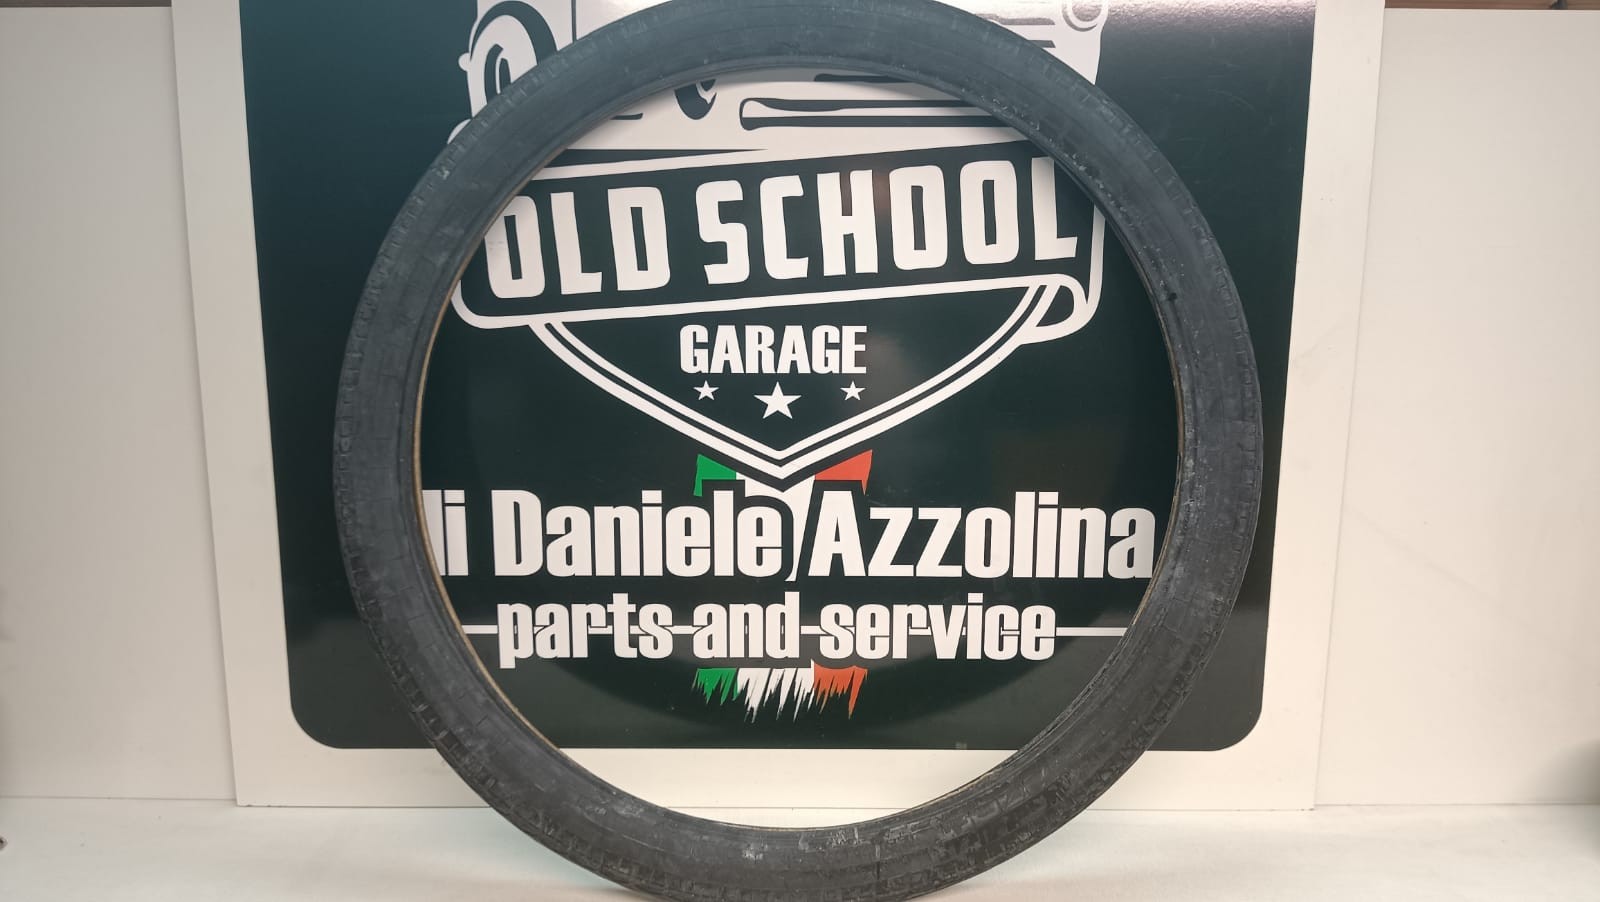 OLD SCHOOL
GARAGE
di Daniele Azzolina
parts and service